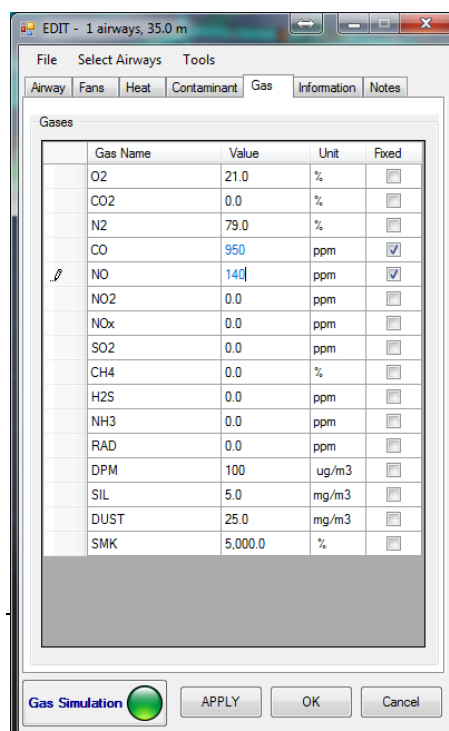 EDIT - 1 airways, 35.0 m
File Select Airways Tools
Airway Fans Heat Contaminant Gas Information Notes
Gases
Gas Name Value Unit Fixed
O2 21.0 %
CO2 0.0 %
N2 79.0 %
CO 950 ppm
NO 140 ppm
NO2 0.0 ppm
NOx 0.0 ppm
SO2 0.0 ppm
CH4 0.0 %
H2S 0.0 ppm
NH3 0.0 ppm
RAD 0.0 ppm
DPM 100 ug/m3
SIL 5.0 mg/m3
DUST 25.0 mg/m3
SMK 5,000.0 %
Gas Simulation APPLY OK Cancel